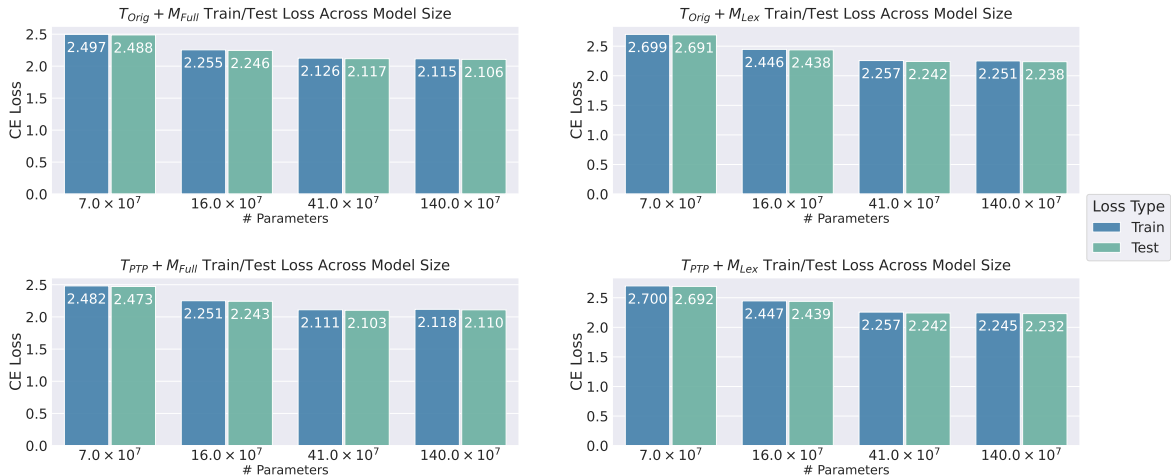 T_Orig + M_Full Train/Test Loss Across Model Size
CE Loss
2.5
2.0
1.5
1.0
0.5
0.0
2.497 2.488 2.255 2.246 2.126 2.117 2.115 2.106
7.0 × 10^7 16.0 × 10^7 41.0 × 10^7 140.0 × 10^7
# Parameters
T_Orig + M_Lex Train/Test Loss Across Model Size
CE Loss
2.5
2.0
1.5
1.0
0.5
0.0
2.699 2.691 2.446 2.438 2.257 2.242 2.251 2.238
7.0 × 10^7 16.0 × 10^7 41.0 × 10^7 140.0 × 10^7
# Parameters
Loss Type
Train
Test
T_PTP + M_Full Train/Test Loss Across Model Size
CE Loss
2.5
2.0
1.5
1.0
0.5
0.0
2.482 2.473 2.251 2.243 2.111 2.103 2.118 2.110
7.0 × 10^7 16.0 × 10^7 41.0 × 10^7 140.0 × 10^7
# Parameters
T_PTP + M_Lex Train/Test Loss Across Model Size
CE Loss
2.5
2.0
1.5
1.0
0.5
0.0
2.700 2.692 2.447 2.439 2.257 2.242 2.245 2.232
7.0 × 10^7 16.0 × 10^7 41.0 × 10^7 140.0 × 10^7
# Parameters